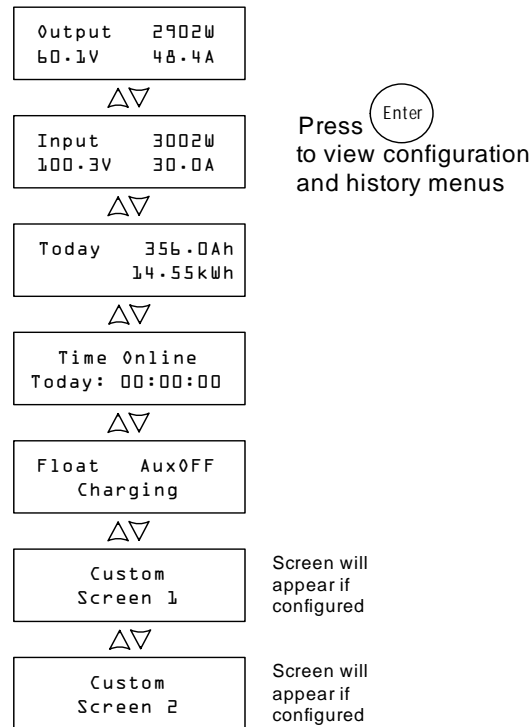 Output 2902W
60.1V 48.4A
Input 3002W
100.3V 30.0A
Press Enter
to view configuration
and history menus
Today 356.0Ah
14.55kWh
Time Online
Today: 00:00:00
Float AuxOFF
Charging
Custom
Screen 1
Screen will
appear if
configured
Custom
Screen 2
Screen will
appear if
configured